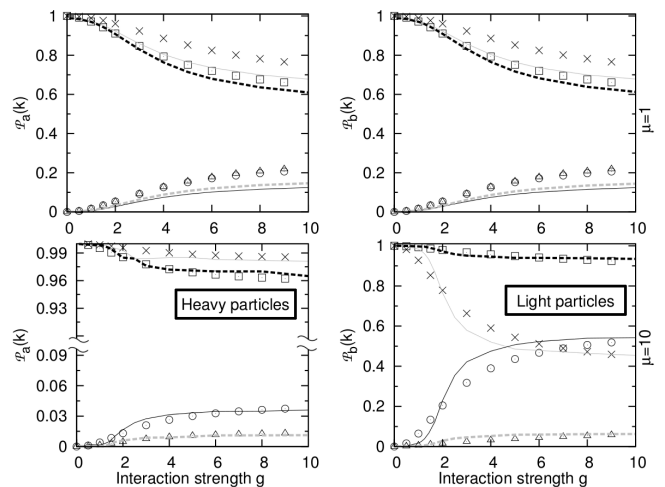 1
0.8
0.6
0.4
0.2
0
0 2 4 6 8 10
𝒫a(k)
1
0.8
0.6
0.4
0.2
0
0 2 4 6 8 10
𝒫b(k)
μ=1
0.99
0.96
0.93
0.09
0.06
0.03
0
0 2 4 6 8 10
𝒫a(k)
Heavy particles
Interaction strength g
1
0.8
0.6
0.4
0.2
0
0 2 4 6 8 10
𝒫b(k)
Light particles
Interaction strength g
μ=10